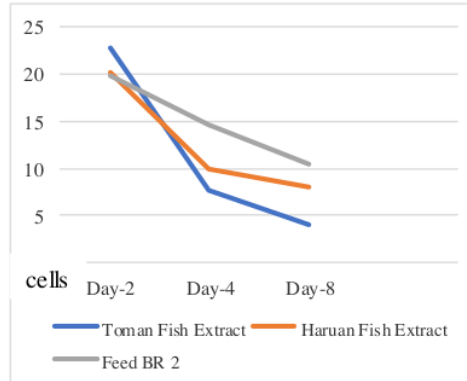 25
20
15
10
5
cells
Day-2 Day-4 Day-8
Toman Fish Extract Haruan Fish Extract
Feed BR 2